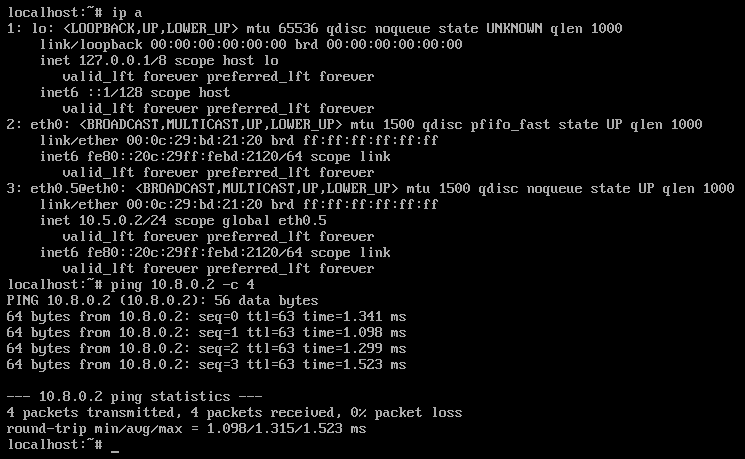 localhost:~# ip a
1: lo: <LOOPBACK,UP,LOWER_UP> mtu 65536 qdisc noqueue state UNKNOWN qlen 1000
    link/loopback 00:00:00:00:00:00 brd 00:00:00:00:00:00
    inet 127.0.0.1/8 scope host lo
       valid_lft forever preferred_lft forever
    inet6 ::1/128 scope host
       valid_lft forever preferred_lft forever
2: eth0: <BROADCAST,MULTICAST,UP,LOWER_UP> mtu 1500 qdisc pfifo_fast state UP qlen 1000
    link/ether 00:0c:29:bd:21:20 brd ff:ff:ff:ff:ff:ff
    inet6 fe80::20c:29ff:febd:2120/64 scope link
       valid_lft forever preferred_lft forever
3: eth0.5@eth0: <BROADCAST,MULTICAST,UP,LOWER_UP> mtu 1500 qdisc noqueue state UP qlen 1000
    link/ether 00:0c:29:bd:21:20 brd ff:ff:ff:ff:ff:ff
    inet 10.5.0.2/24 scope global eth0.5
       valid_lft forever preferred_lft forever
    inet6 fe80::20c:29ff:febd:2120/64 scope link
       valid_lft forever preferred_lft forever
localhost:~# ping 10.8.0.2 -c 4
PING 10.8.0.2 (10.8.0.2): 56 data bytes
64 bytes from 10.8.0.2: seq=0 ttl=63 time=1.341 ms
64 bytes from 10.8.0.2: seq=1 ttl=63 time=1.098 ms
64 bytes from 10.8.0.2: seq=2 ttl=63 time=1.299 ms
64 bytes from 10.8.0.2: seq=3 ttl=63 time=1.523 ms

--- 10.8.0.2 ping statistics ---
4 packets transmitted, 4 packets received, 0% packet loss
round-trip min/avg/max = 1.098/1.315/1.523 ms
localhost:~# _